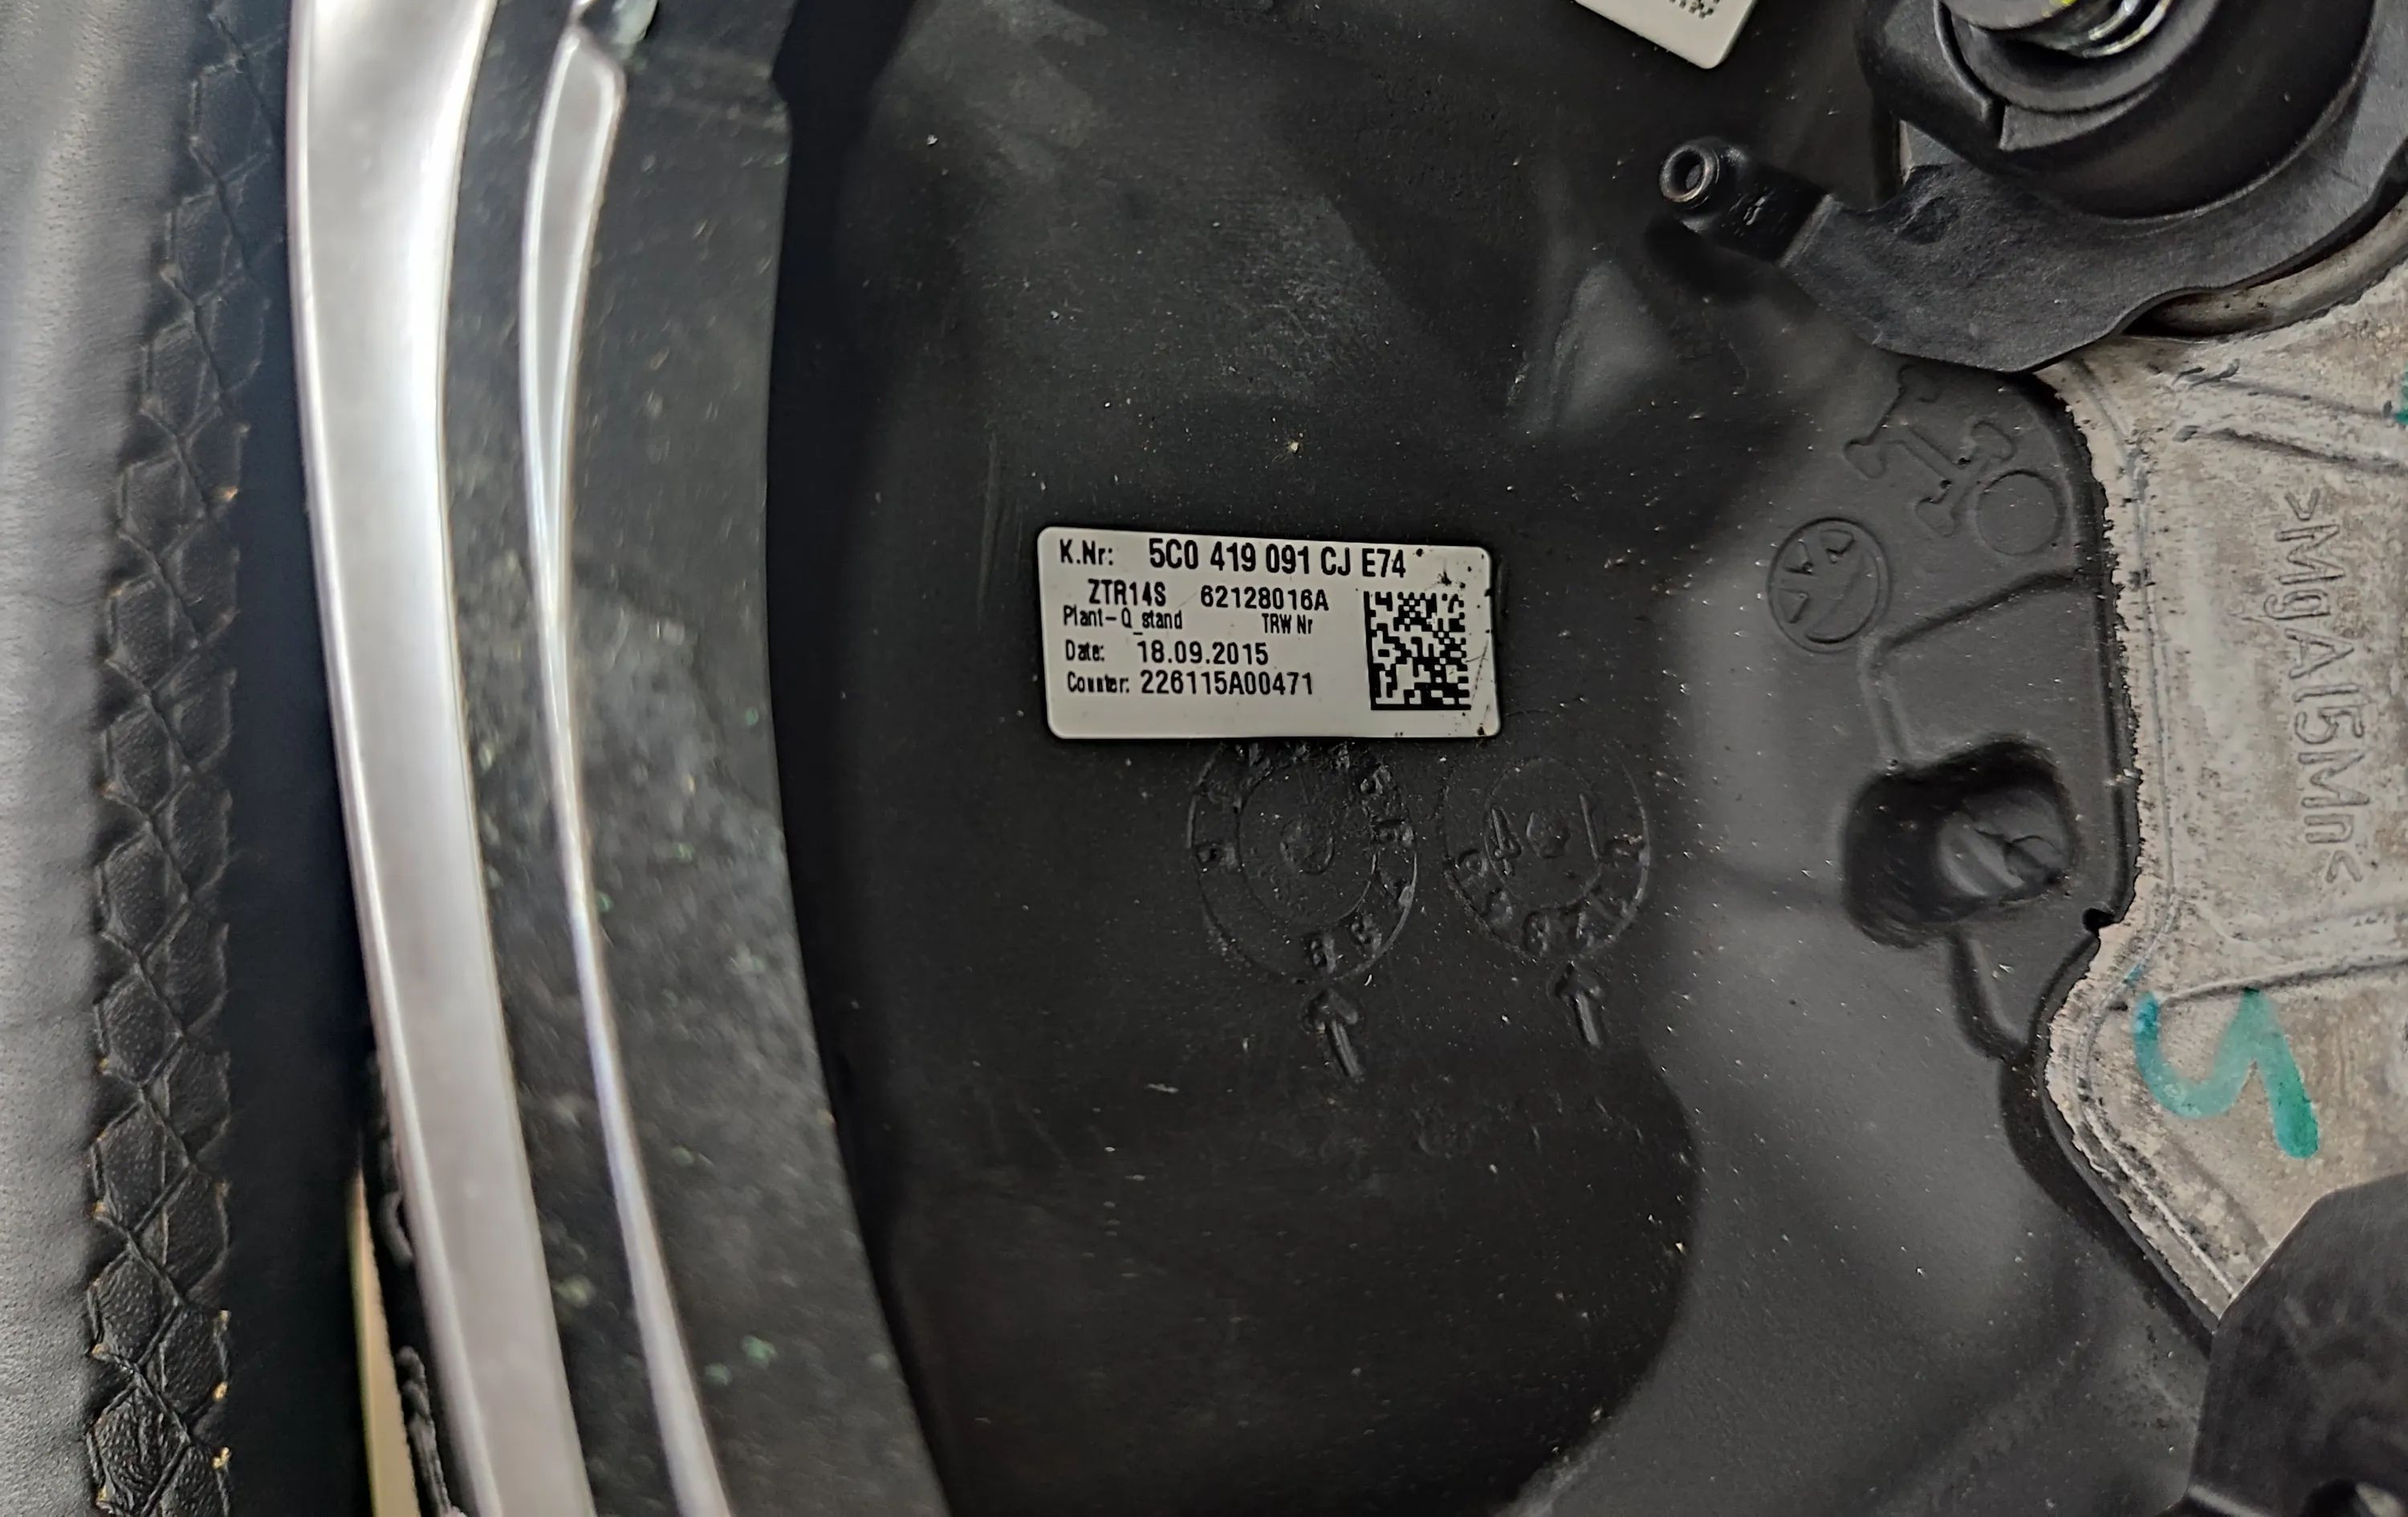 K.Nr: 5C0 419 091 CJ E74
ZTR14S 62128016A
Plant-Q_stand TRW Nr
Date: 18.09.2015
Counter: 226115A00471
>MgAl5Mn<